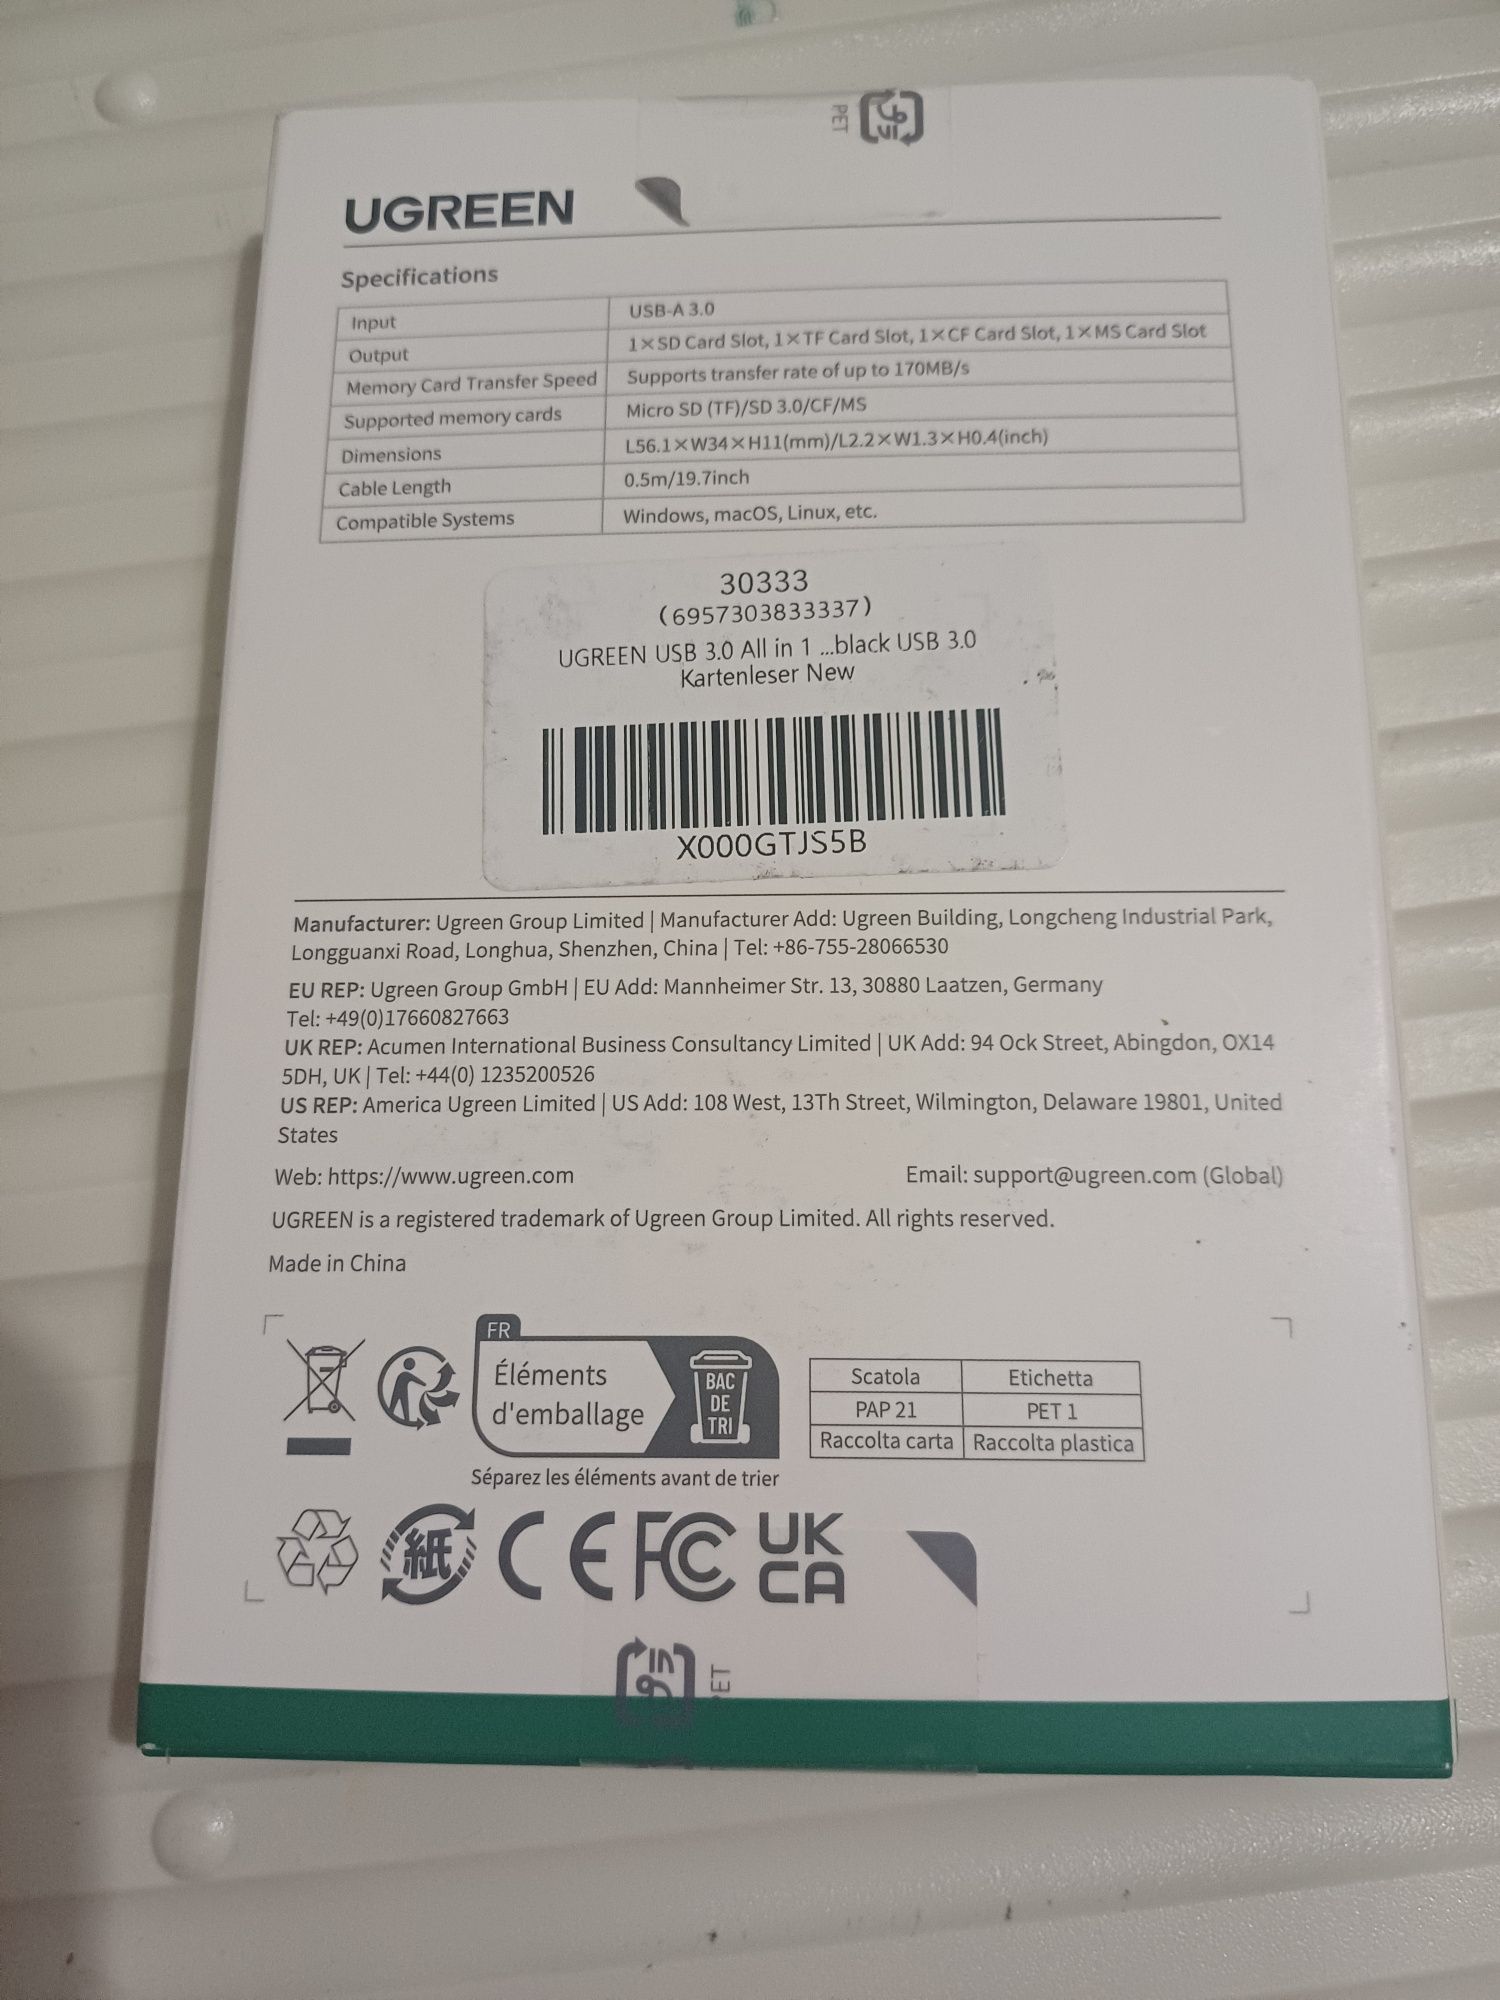 PET
UGREEN
Specifications
Input USB-A 3.0
Output 1×SD Card Slot, 1×TF Card Slot, 1×CF Card Slot, 1×MS Card Slot
Memory Card Transfer Speed Supports transfer rate of up to 170MB/s
Supported memory cards Micro SD (TF)/SD 3.0/CF/MS
Dimensions L56.1×W34×H11(mm)/L2.2×W1.3×H0.4(inch)
Cable Length 0.5m/19.7inch
Compatible Systems Windows, macOS, Linux, etc.
30333
(6957303833337)
UGREEN USB 3.0 All in 1 ...black USB 3.0
Kartenleser New
X000GTJS5B
Manufacturer: Ugreen Group Limited | Manufacturer Add: Ugreen Building, Longcheng Industrial Park,
Longguanxi Road, Longhua, Shenzhen, China | Tel: +86-755-28066530
EU REP: Ugreen Group GmbH | EU Add: Mannheimer Str. 13, 30880 Laatzen, Germany
Tel: +49(0)17660827663
UK REP: Acumen International Business Consultancy Limited | UK Add: 94 Ock Street, Abingdon, OX14
5DH, UK | Tel: +44(0) 1235200526
US REP: America Ugreen Limited | US Add: 108 West, 13Th Street, Wilmington, Delaware 19801, United
States
Web: https://www.ugreen.com Email: support@ugreen.com (Global)
UGREEN is a registered trademark of Ugreen Group Limited. All rights reserved.
Made in China
FR
Éléments
d'emballage
BAC
DE
TRI
Séparez les éléments avant de trier
Scatola Etichetta
PAP 21 PET 1
Raccolta carta Raccolta plastica
紙 CE FC UK
CA
PET